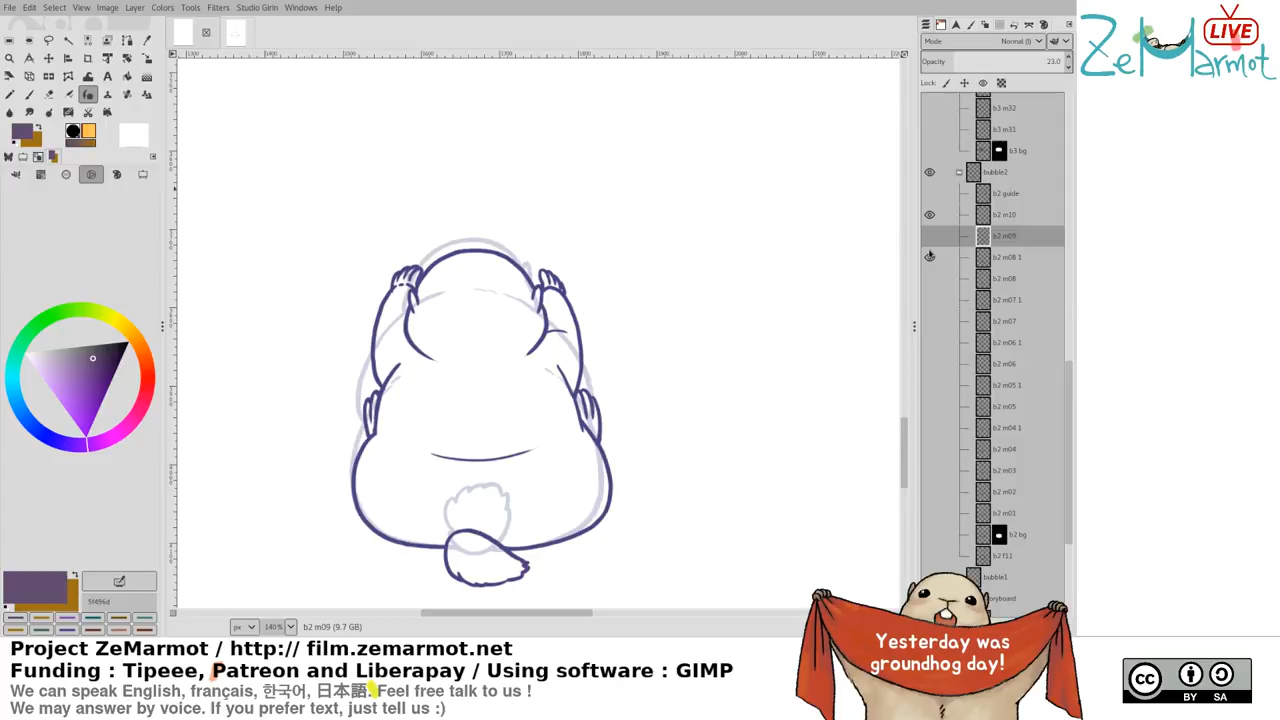 File Edit Select View Image Layer Colors Tools Filters Studio Girin Windows Help
ZeMarmot
LIVE
Mode Normal (l)
Opacity 23.0
Lock:
b3 m32
b3 m31
b3 bg
bubble2
b2 guide
b2 m10
b2 m09
b2 m08 1
b2 m08
b2 m07 1
b2 m07
b2 m06 1
b2 m06
b2 m05 1
b2 m05
b2 m04 1
b2 m04
b2 m03
b2 m02
b2 m01
b2 bg
b2 f11
bubble1
oryboard
5f496d
px 140% b2 m09 (9.7 GB)
Yesterday was
groundhog day!
Project ZeMarmot / http:// film.zemarmot.net
Funding : Tipeee, Patreon and Liberapay / Using software : GIMP
We can speak English, français, 한국어, 日本語. Feel free talk to us !
We may answer by voice. If you prefer text, just tell us :)
cc
BY SA